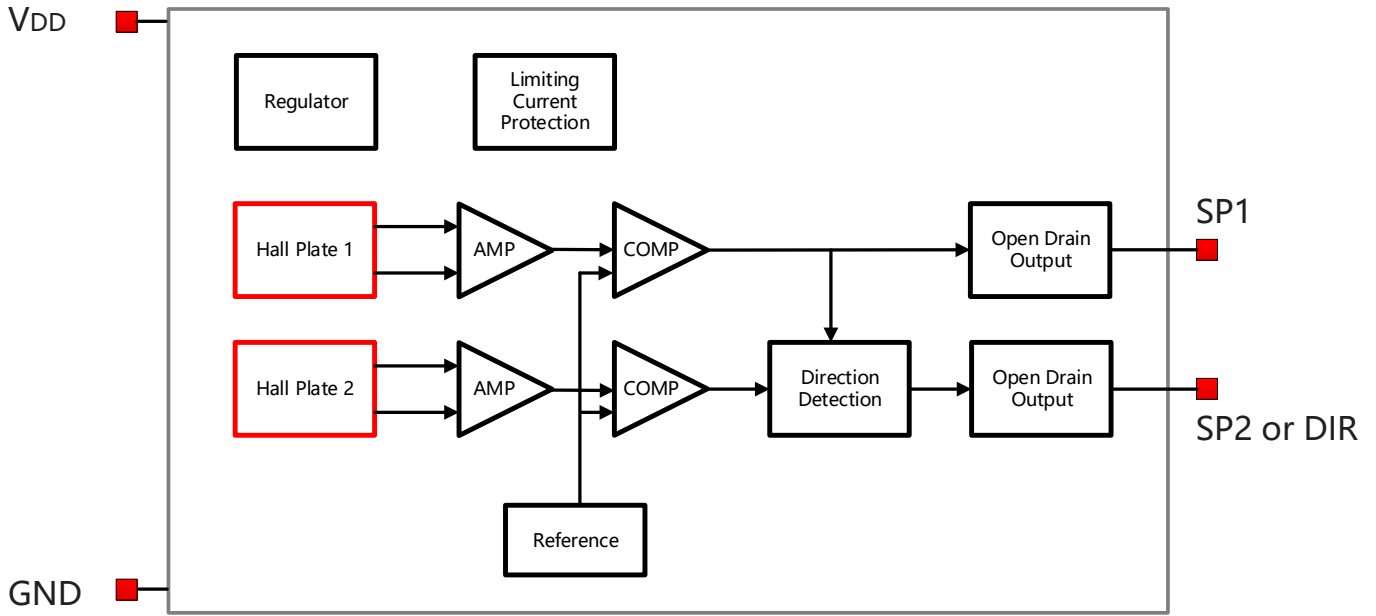 VDD
Regulator
Limiting
Current
Protection
Hall Plate 1
AMP
COMP
Open Drain
Output
SP1
Hall Plate 2
AMP
COMP
Direction
Detection
Open Drain
Output
SP2 or DIR
Reference
GND